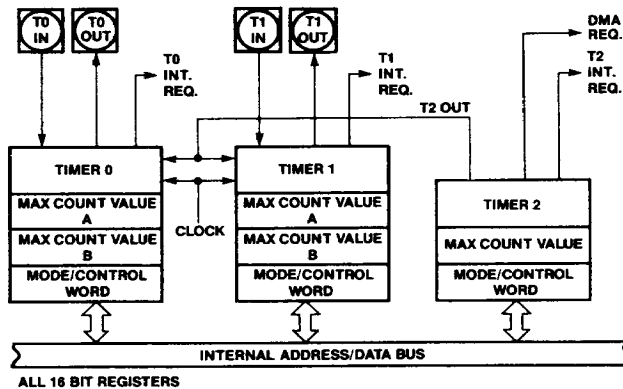 T0 IN
T0 OUT
T0 INT. REQ.
T1 IN
T1 OUT
T1 INT. REQ.
DMA REQ.
T2 INT. REQ.
T2 OUT
TIMER 0
MAX COUNT VALUE A
MAX COUNT VALUE B
MODE/CONTROL WORD
CLOCK
TIMER 1
MAX COUNT VALUE A
MAX COUNT VALUE B
MODE/CONTROL WORD
TIMER 2
MAX COUNT VALUE
MODE/CONTROL WORD
INTERNAL ADDRESS/DATA BUS
ALL 16 BIT REGISTERS